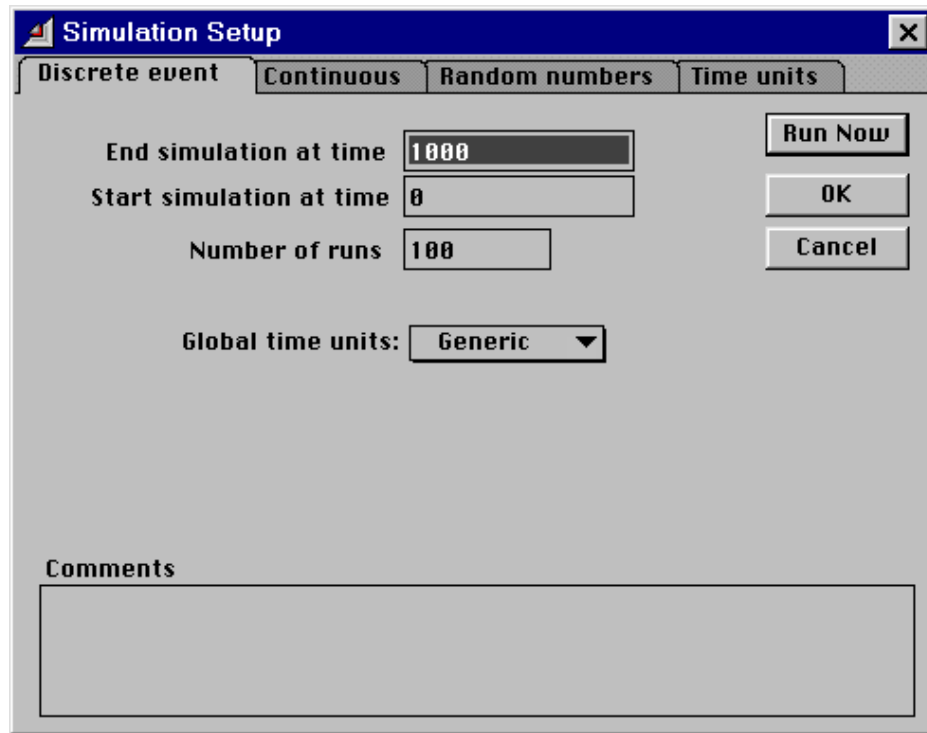 Simulation Setup
Discrete event Continuous Random numbers Time units
End simulation at time 1000
Start simulation at time 0
Number of runs 100
Global time units: Generic
Run Now
OK
Cancel
Comments